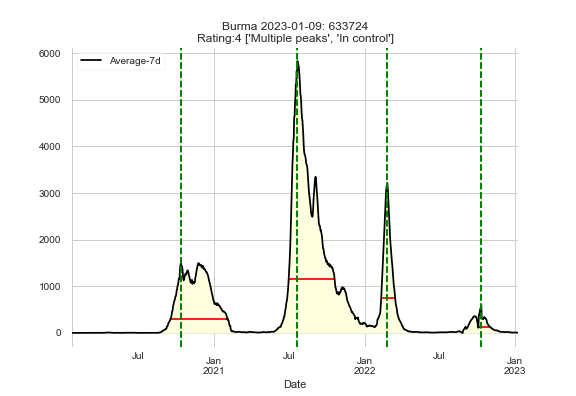 Burma 2023-01-09: 633724
Rating:4 ['Multiple peaks', 'In control']
Average-7d
6000
5000
4000
3000
2000
1000
0
Jul
Jan
2021
Jul
Jan
2022
Jul
Jan
2023
Date